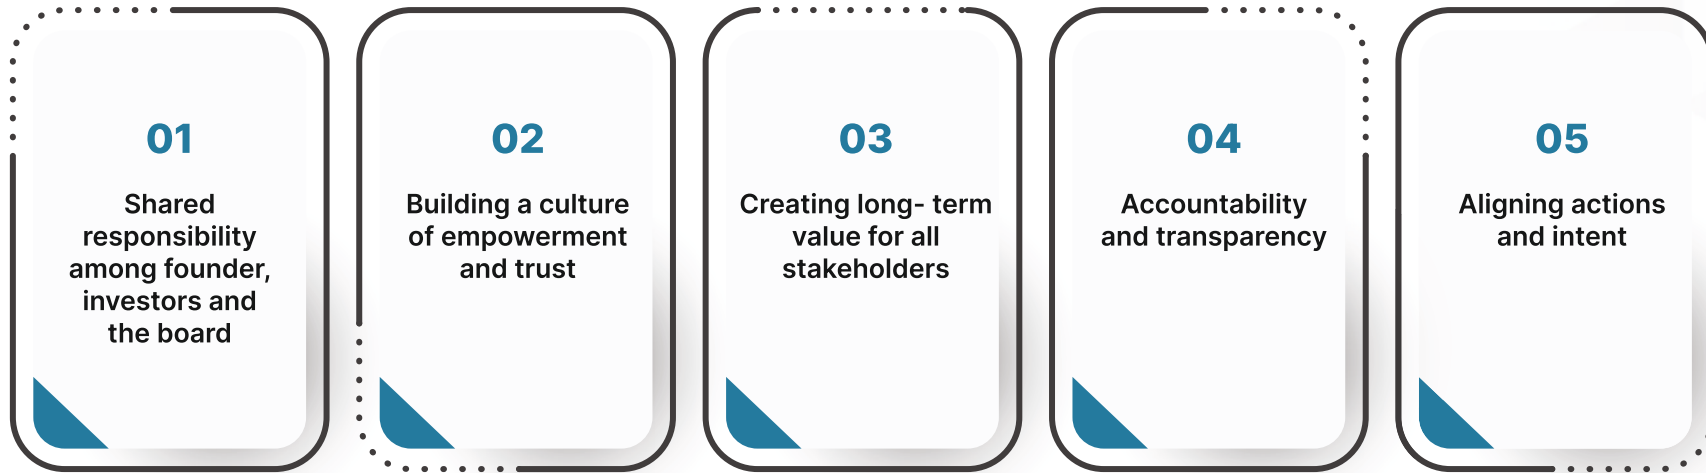 01
Shared
responsibility
among founder,
investors and
the board
02
Building a culture
of empowerment
and trust
03
Creating long- term
value for all
stakeholders
04
Accountability
and transparency
05
Aligning actions
and intent